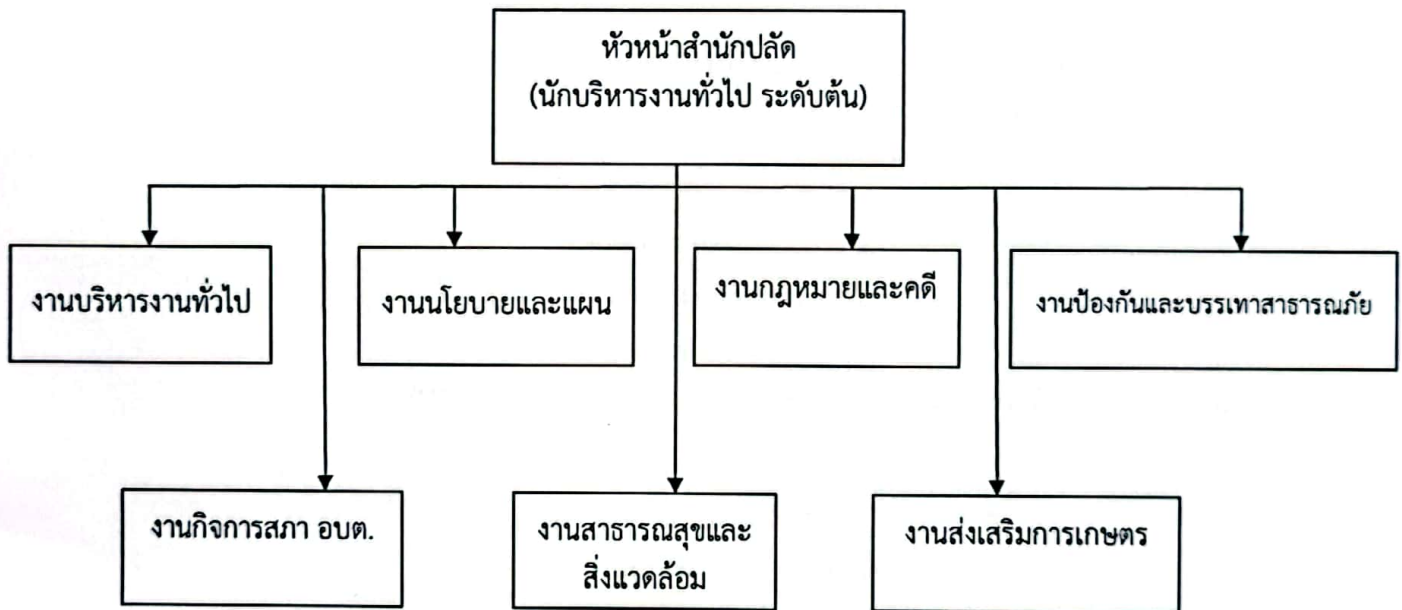 หัวหน้าสำนักปลัด
(นักบริหารงานทั่วไป ระดับต้น)
งานบริหารงานทั่วไป
งานนโยบายและแผน
งานกฎหมายและคดี
งานป้องกันและบรรเทาสาธารณภัย
งานกิจการสภา อบต.
งานสาธารณสุขและ
สิ่งแวดล้อม
งานส่งเสริมการเกษตร